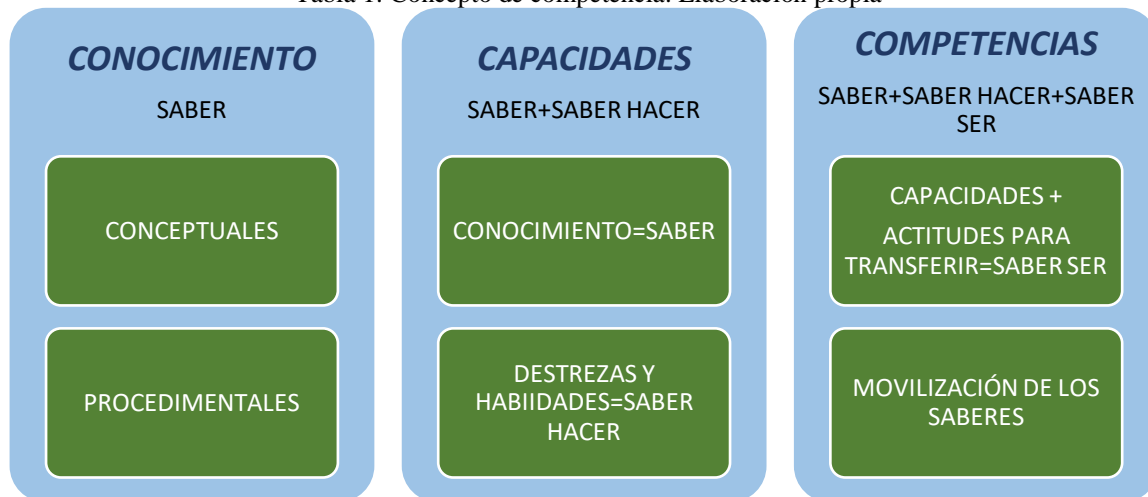 Tabla 1. Concepto de competencia. Elaboración propia
CONOCIMIENTO
SABER
CONCEPTUALES
PROCEDIMENTALES
CAPACIDADES
SABER+SABER HACER
CONOCIMIENTO=SABER
DESTREZAS Y
HABIIDADES=SABER
HACER
COMPETENCIAS
SABER+SABER HACER+SABER
SER
CAPACIDADES +
ACTITUDES PARA
TRANSFERIR=SABER SER
MOVILIZACIÓN DE LOS
SABERES